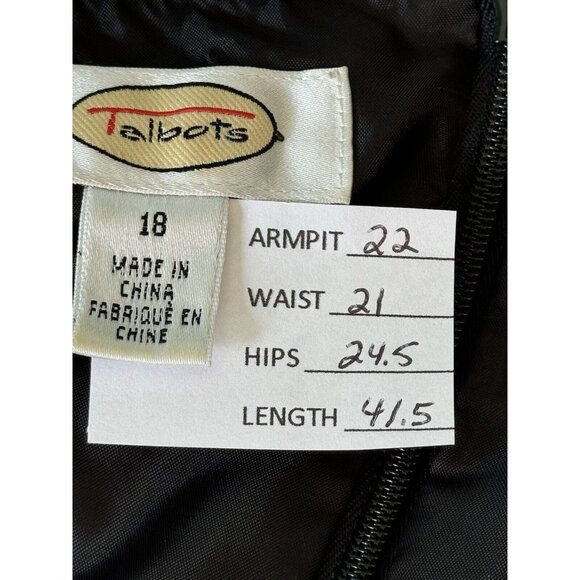 Talbots
18
MADE IN
CHINA
FABRIQUÉ EN
CHINE
ARMPIT 22
WAIST 21
HIPS 24.5
LENGTH 41.5